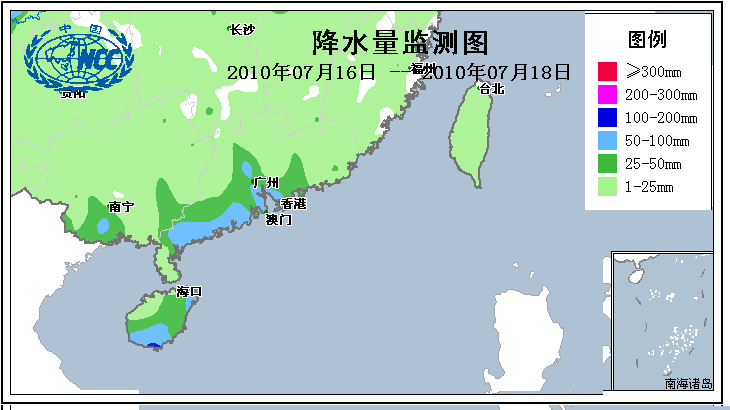 中国
NCC
长沙
降水量监测图
2010年07月16日 -- 2010年07月18日
福州
贵阳
台北
图例
≥300mm
200-300mm
100-200mm
50-100mm
25-50mm
1-25mm
广州
南宁
香港
澳门
海口
南海诸岛